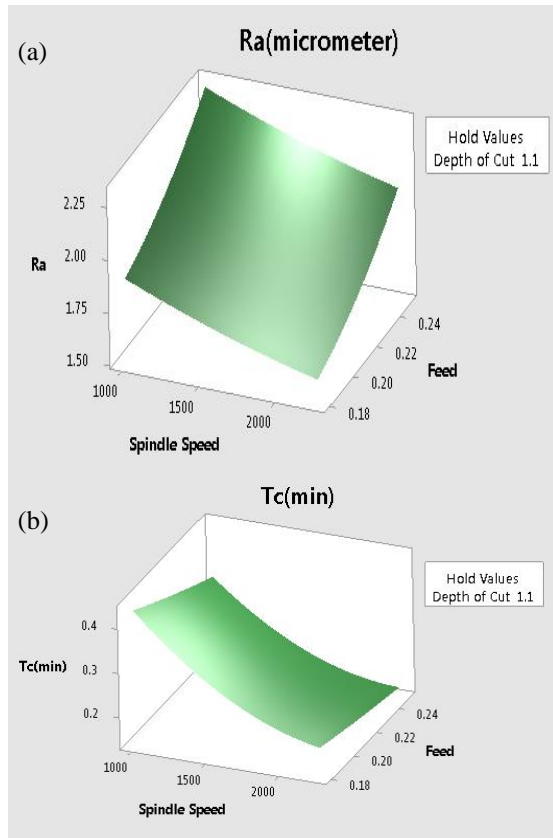 (a)
Ra(micrometer)
Hold Values
Depth of Cut 1.1
2.25
2.00
1.75
1.50
Ra
1000
1500
2000
Spindle Speed
0.18
0.20
0.22
0.24
Feed
(b)
Tc(min)
Hold Values
Depth of Cut 1.1
0.4
0.3
0.2
Tc(min)
1000
1500
2000
Spindle Speed
0.18
0.20
0.22
0.24
Feed